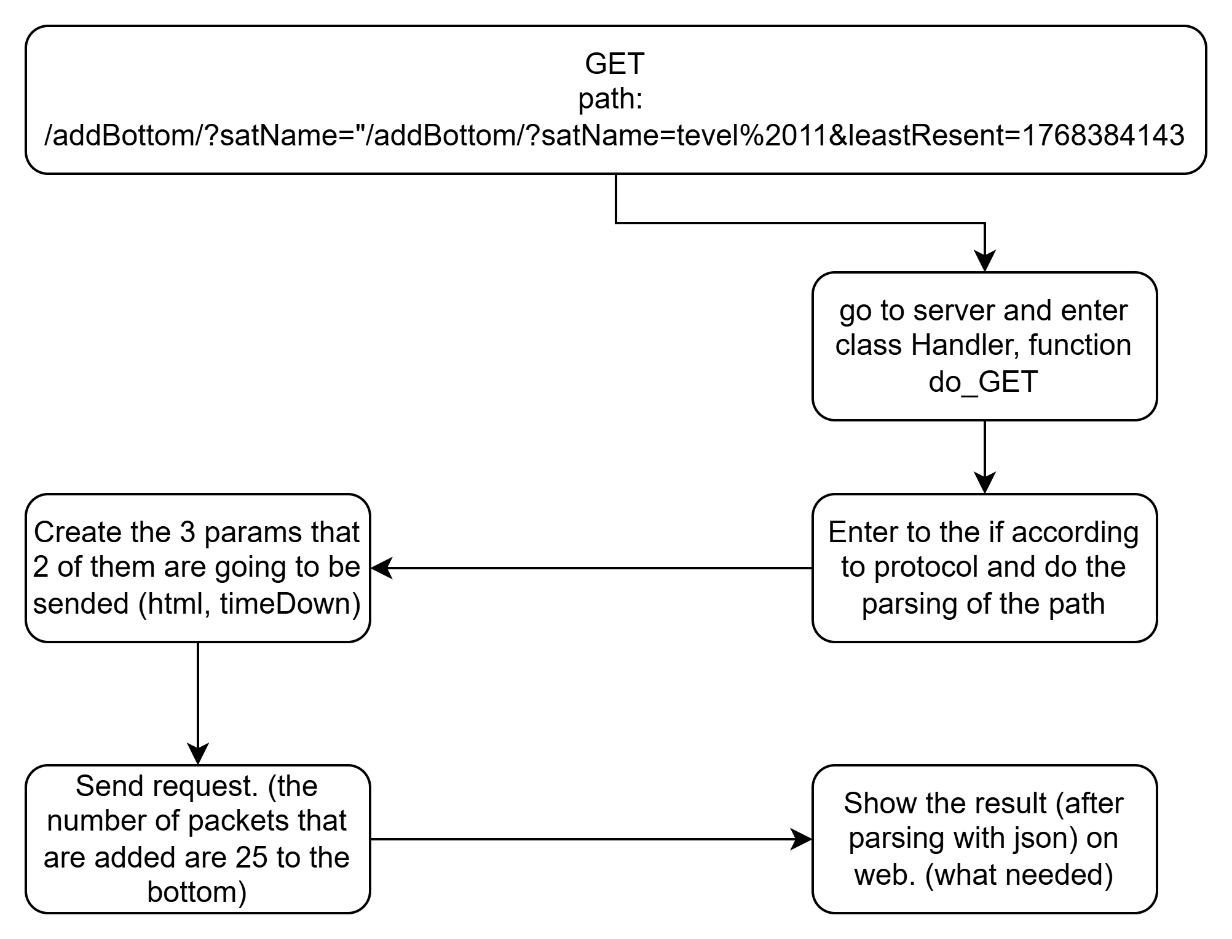 GET
path:
/addBottom/?satName="/addBottom/?satName=tevel%2011&leastResent=1768384143
go to server and enter
class Handler, function
do_GET
Enter to the if according
to protocol and do the
parsing of the path
Create the 3 params that
2 of them are going to be
sended (html, timeDown)
Send request. (the
number of packets that
are added are 25 to the
bottom)
Show the result (after
parsing with json) on
web. (what needed)